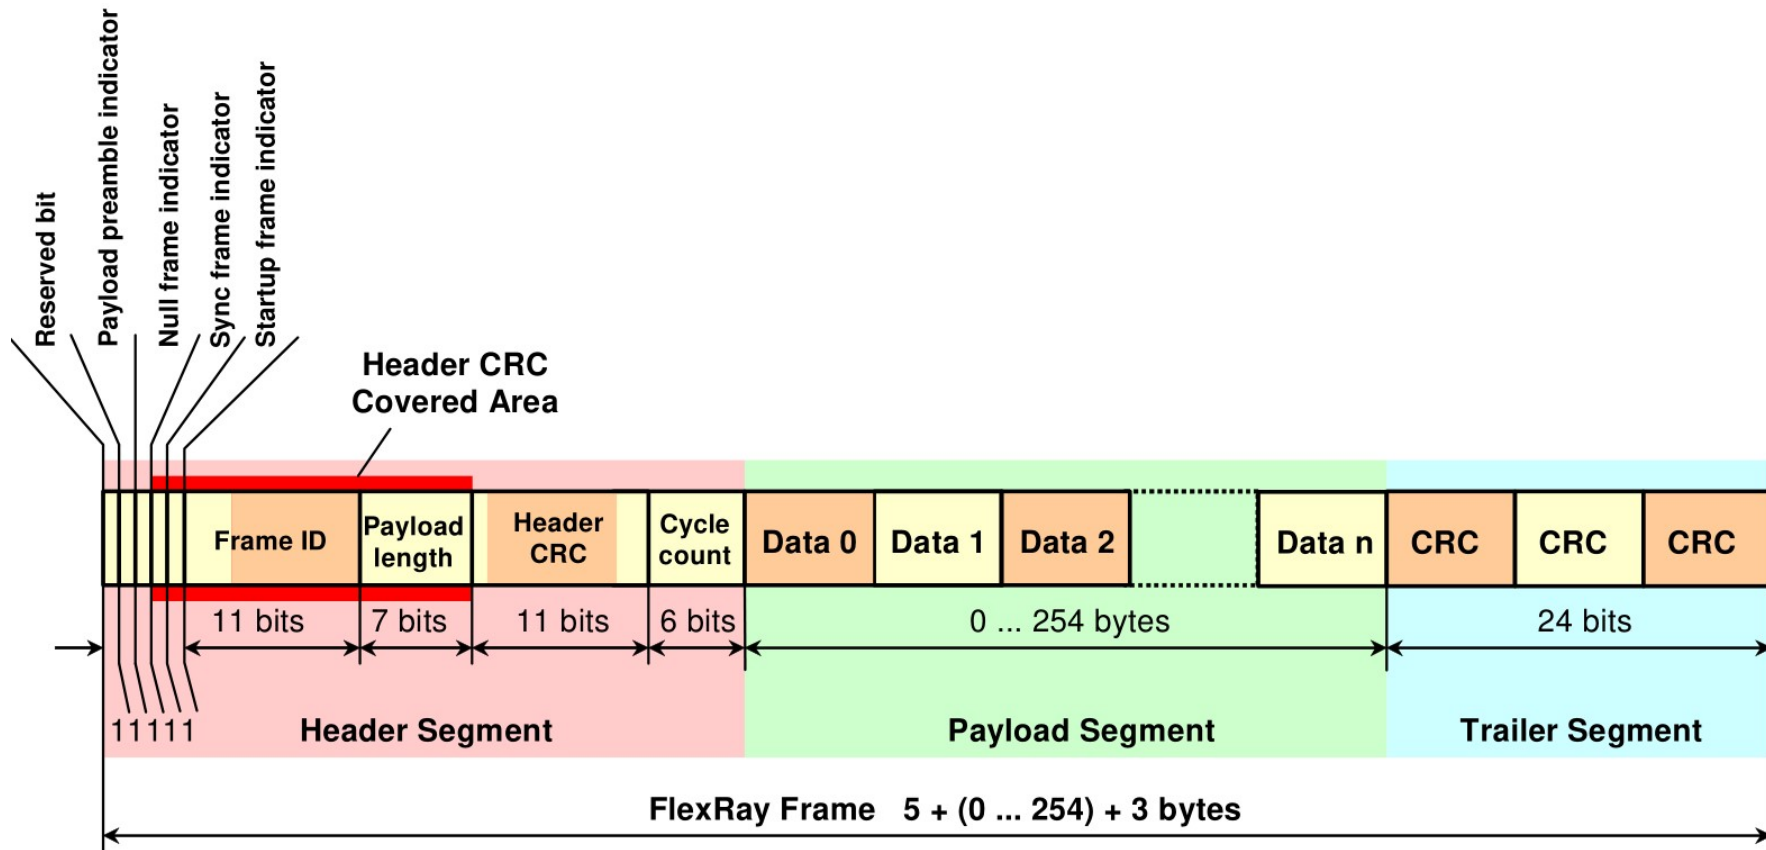 Reserved bit
Payload preamble indicator
Null frame indicator
Sync frame indicator
Startup frame indicator
Header CRC
Covered Area
Frame ID
Payload
length
Header
CRC
Cycle
count
Data 0
Data 1
Data 2
Data n
CRC
CRC
CRC
11 bits
7 bits
11 bits
6 bits
0 ... 254 bytes
24 bits
11111
Header Segment
Payload Segment
Trailer Segment
FlexRay Frame 5 + (0 ... 254) + 3 bytes